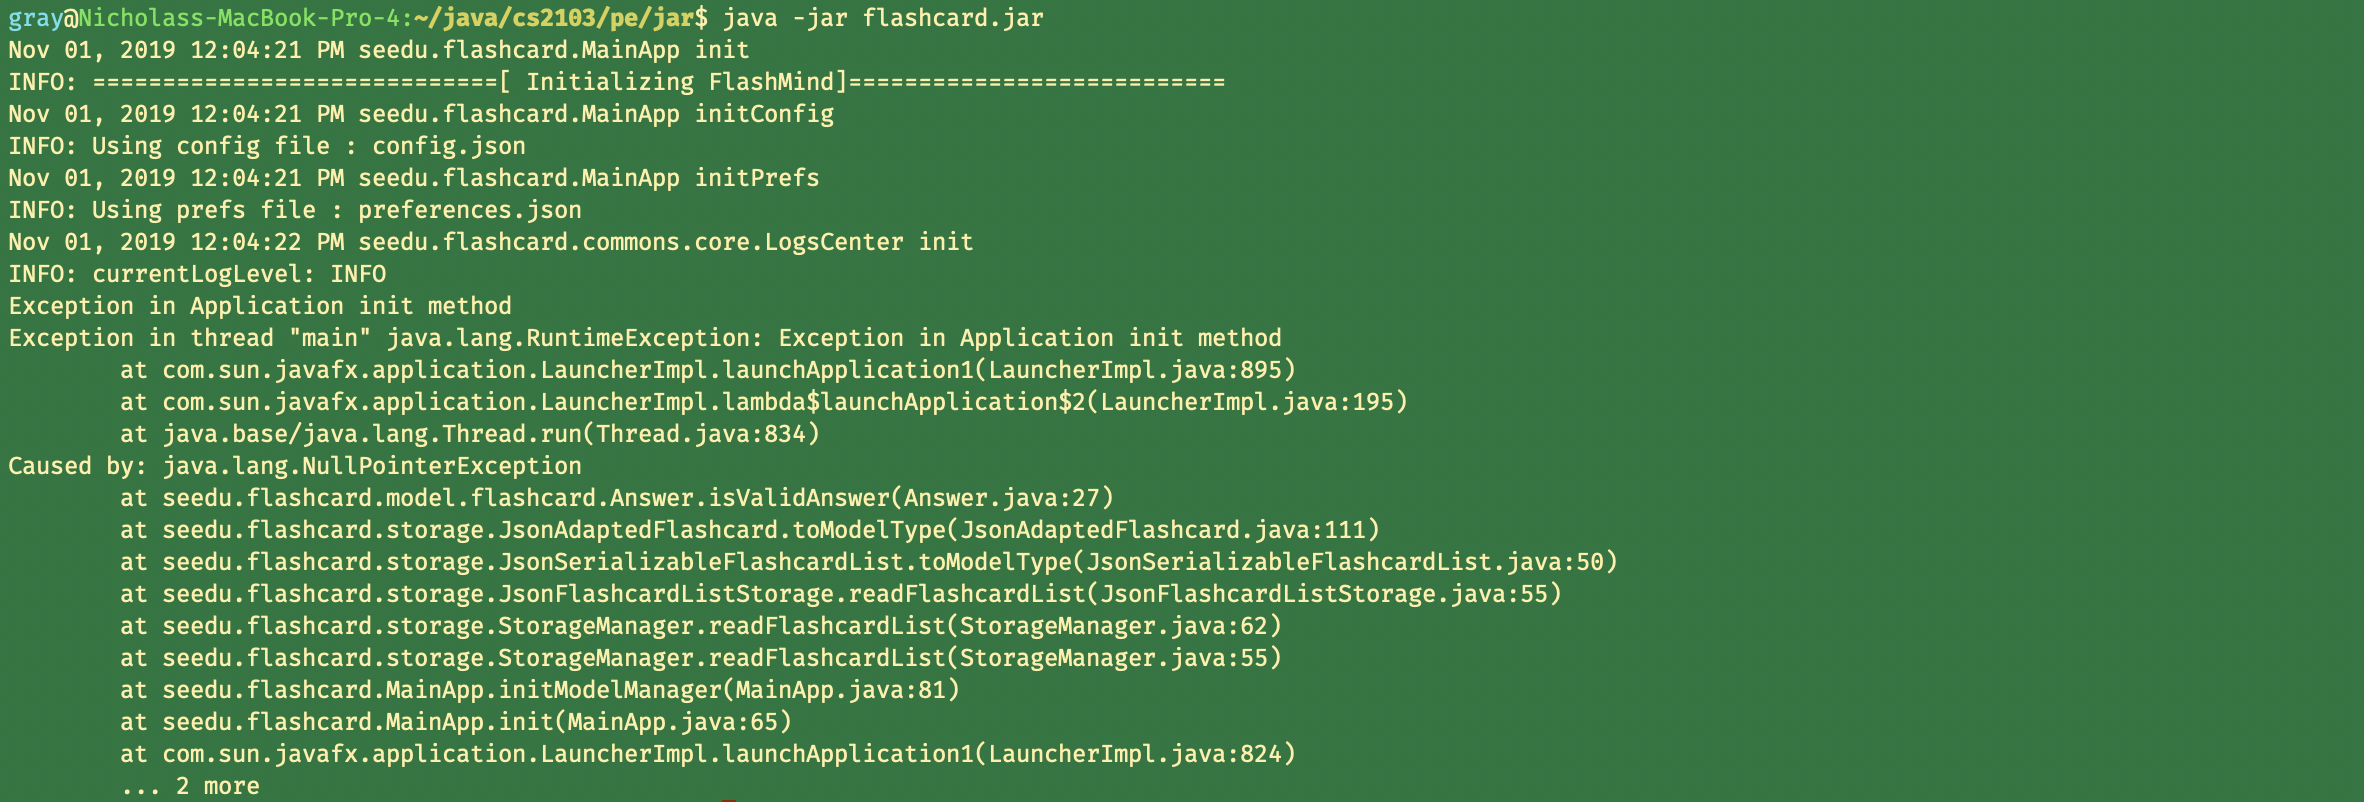 gray@Nicholass-MacBook-Pro-4:~/java/cs2103/pe/jar$ java -jar flashcard.jar
Nov 01, 2019 12:04:21 PM seedu.flashcard.MainApp init
INFO: =============================[ Initializing FlashMind]===========================
Nov 01, 2019 12:04:21 PM seedu.flashcard.MainApp initConfig
INFO: Using config file : config.json
Nov 01, 2019 12:04:21 PM seedu.flashcard.MainApp initPrefs
INFO: Using prefs file : preferences.json
Nov 01, 2019 12:04:22 PM seedu.flashcard.commons.core.LogsCenter init
INFO: currentLogLevel: INFO
Exception in Application init method
Exception in thread "main" java.lang.RuntimeException: Exception in Application init method
        at com.sun.javafx.application.LauncherImpl.launchApplication1(LauncherImpl.java:895)
        at com.sun.javafx.application.LauncherImpl.lambda$launchApplication$2(LauncherImpl.java:195)
        at java.base/java.lang.Thread.run(Thread.java:834)
Caused by: java.lang.NullPointerException
        at seedu.flashcard.model.flashcard.Answer.isValidAnswer(Answer.java:27)
        at seedu.flashcard.storage.JsonAdaptedFlashcard.toModelType(JsonAdaptedFlashcard.java:111)
        at seedu.flashcard.storage.JsonSerializableFlashcardList.toModelType(JsonSerializableFlashcardList.java:50)
        at seedu.flashcard.storage.JsonFlashcardListStorage.readFlashcardList(JsonFlashcardListStorage.java:55)
        at seedu.flashcard.storage.StorageManager.readFlashcardList(StorageManager.java:62)
        at seedu.flashcard.storage.StorageManager.readFlashcardList(StorageManager.java:55)
        at seedu.flashcard.MainApp.initModelManager(MainApp.java:81)
        at seedu.flashcard.MainApp.init(MainApp.java:65)
        at com.sun.javafx.application.LauncherImpl.launchApplication1(LauncherImpl.java:824)
        ... 2 more